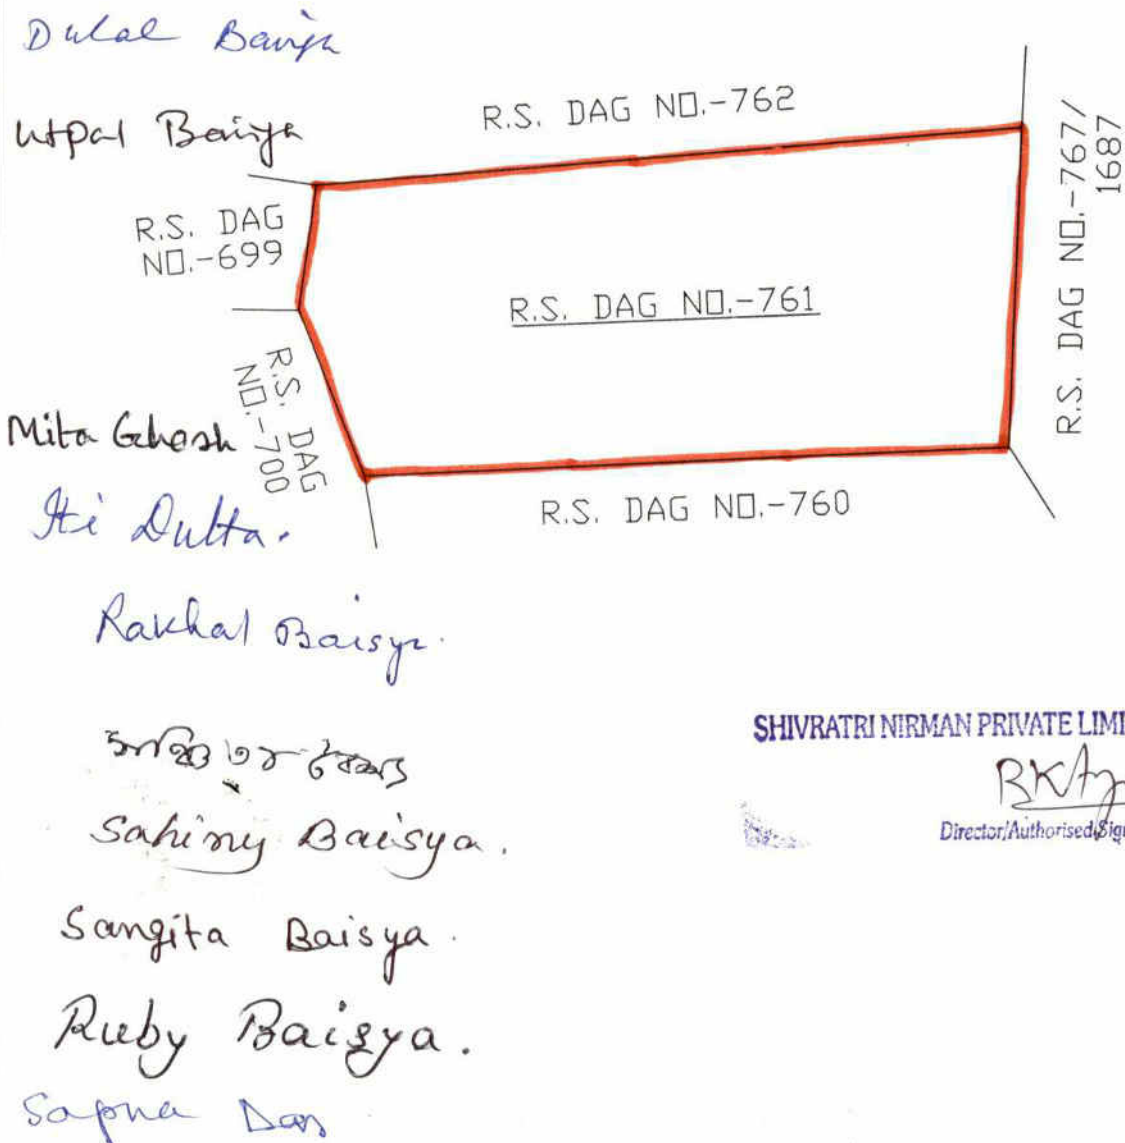 Dulal Baisya
Utpal Baisya
R.S. DAG NO.-762
R.S. DAG NO.-767/
1687
R.S. DAG
NO.-699
R.S. DAG NO.-761
R.S. DAG
NO.-700
Mita Ghosh
R.S. DAG NO.-760
Iti Dutta.
Rakhal Baisya.
SHIVRATRI NIRMAN PRIVATE LIMI
Director/Authorised Sig
Baisya.
Sangita Baisya.
Ruby Baisya.
Sapna Das